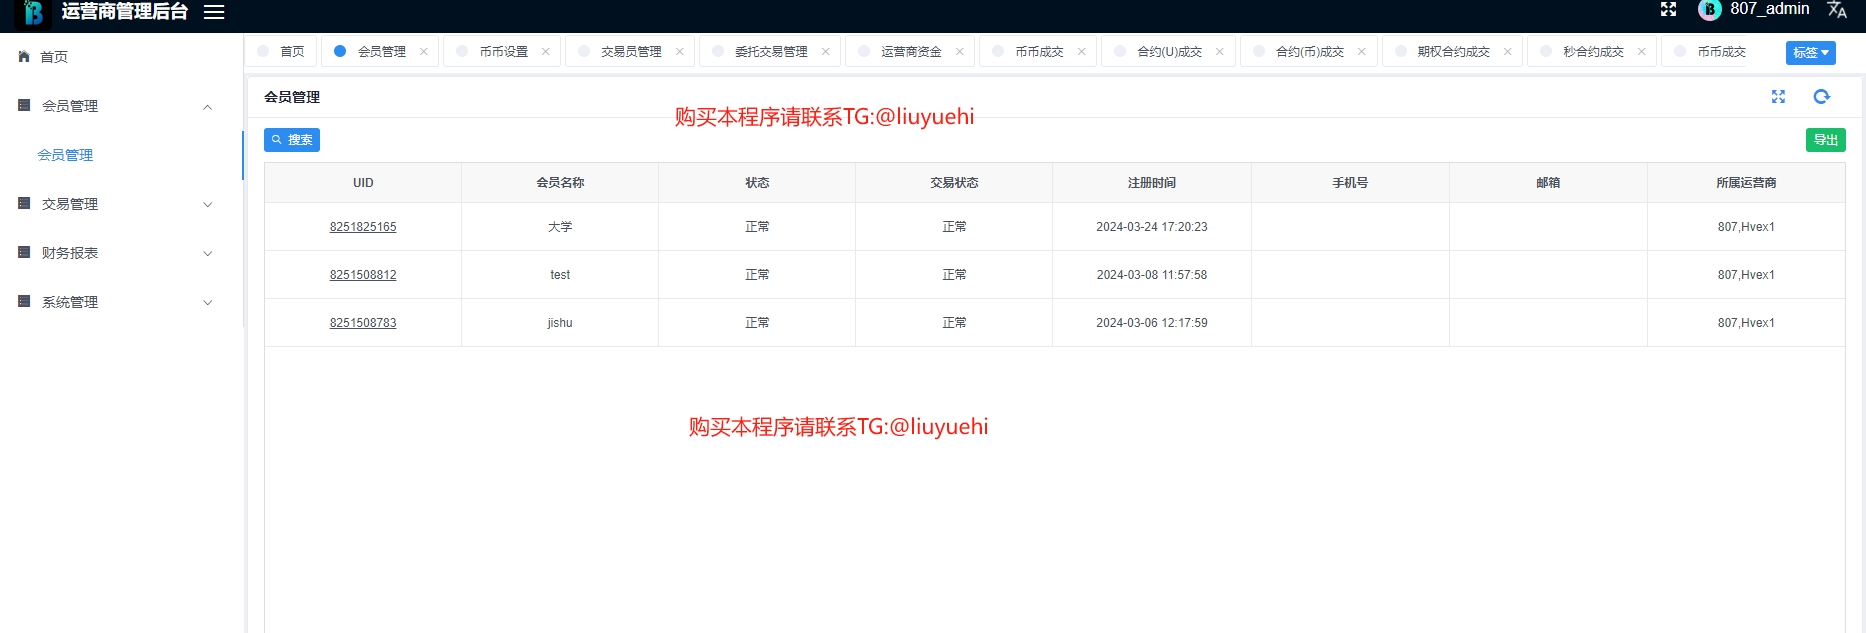 运营商管理后台
807_admin
首页
会员管理
会员管理
交易管理
财务报表
系统管理
首页 会员管理 币币设置 交易员管理 委托交易管理 运营商资金 币币成交 合约(U)成交 合约(币)成交 期权合约成交 秒合约成交 币币成交 标签
会员管理
购买本程序请联系TG:@liuyuehi
搜索 导出
UID 会员名称 状态 交易状态 注册时间 手机号 邮箱 所属运营商
8251825165 大学 正常 正常 2024-03-24 17:20:23 807,Hvex1
8251508812 test 正常 正常 2024-03-08 11:57:58 807,Hvex1
8251508783 jishu 正常 正常 2024-03-06 12:17:59 807,Hvex1
购买本程序请联系TG:@liuyuehi